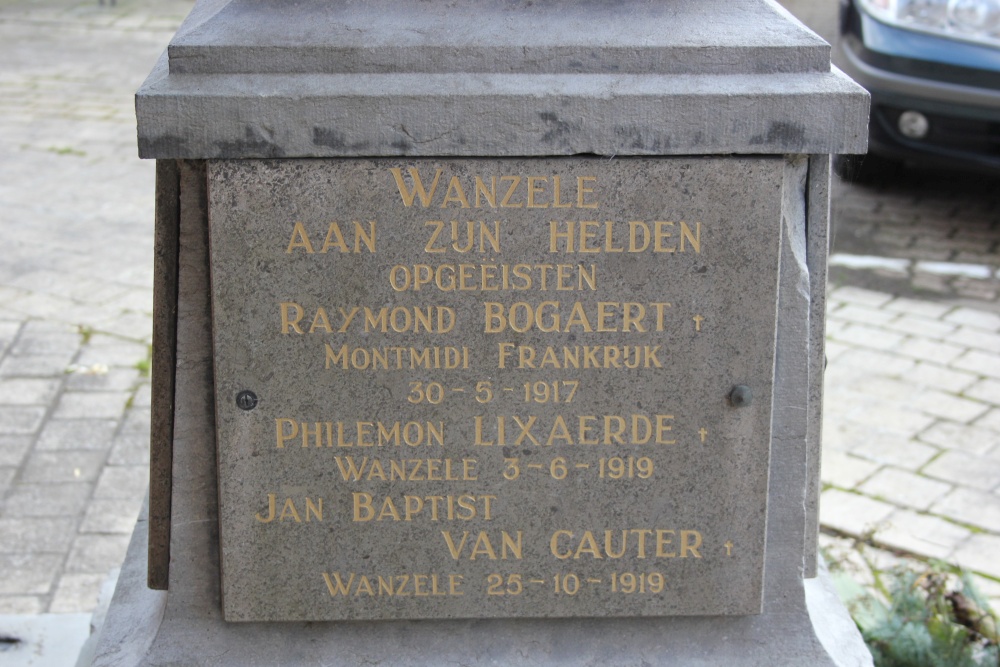 WANZELE
AAN ZIJN HELDEN
OPGEEISTEN
RAYMOND BOGAERT †
MONTMIDI FRANKRIJK
30-5-1917
PHILEMON LIXAERDE †
WANZELE 3-6-1919
JAN BAPTIST
VAN CAUTER †
WANZELE 25-10-1919